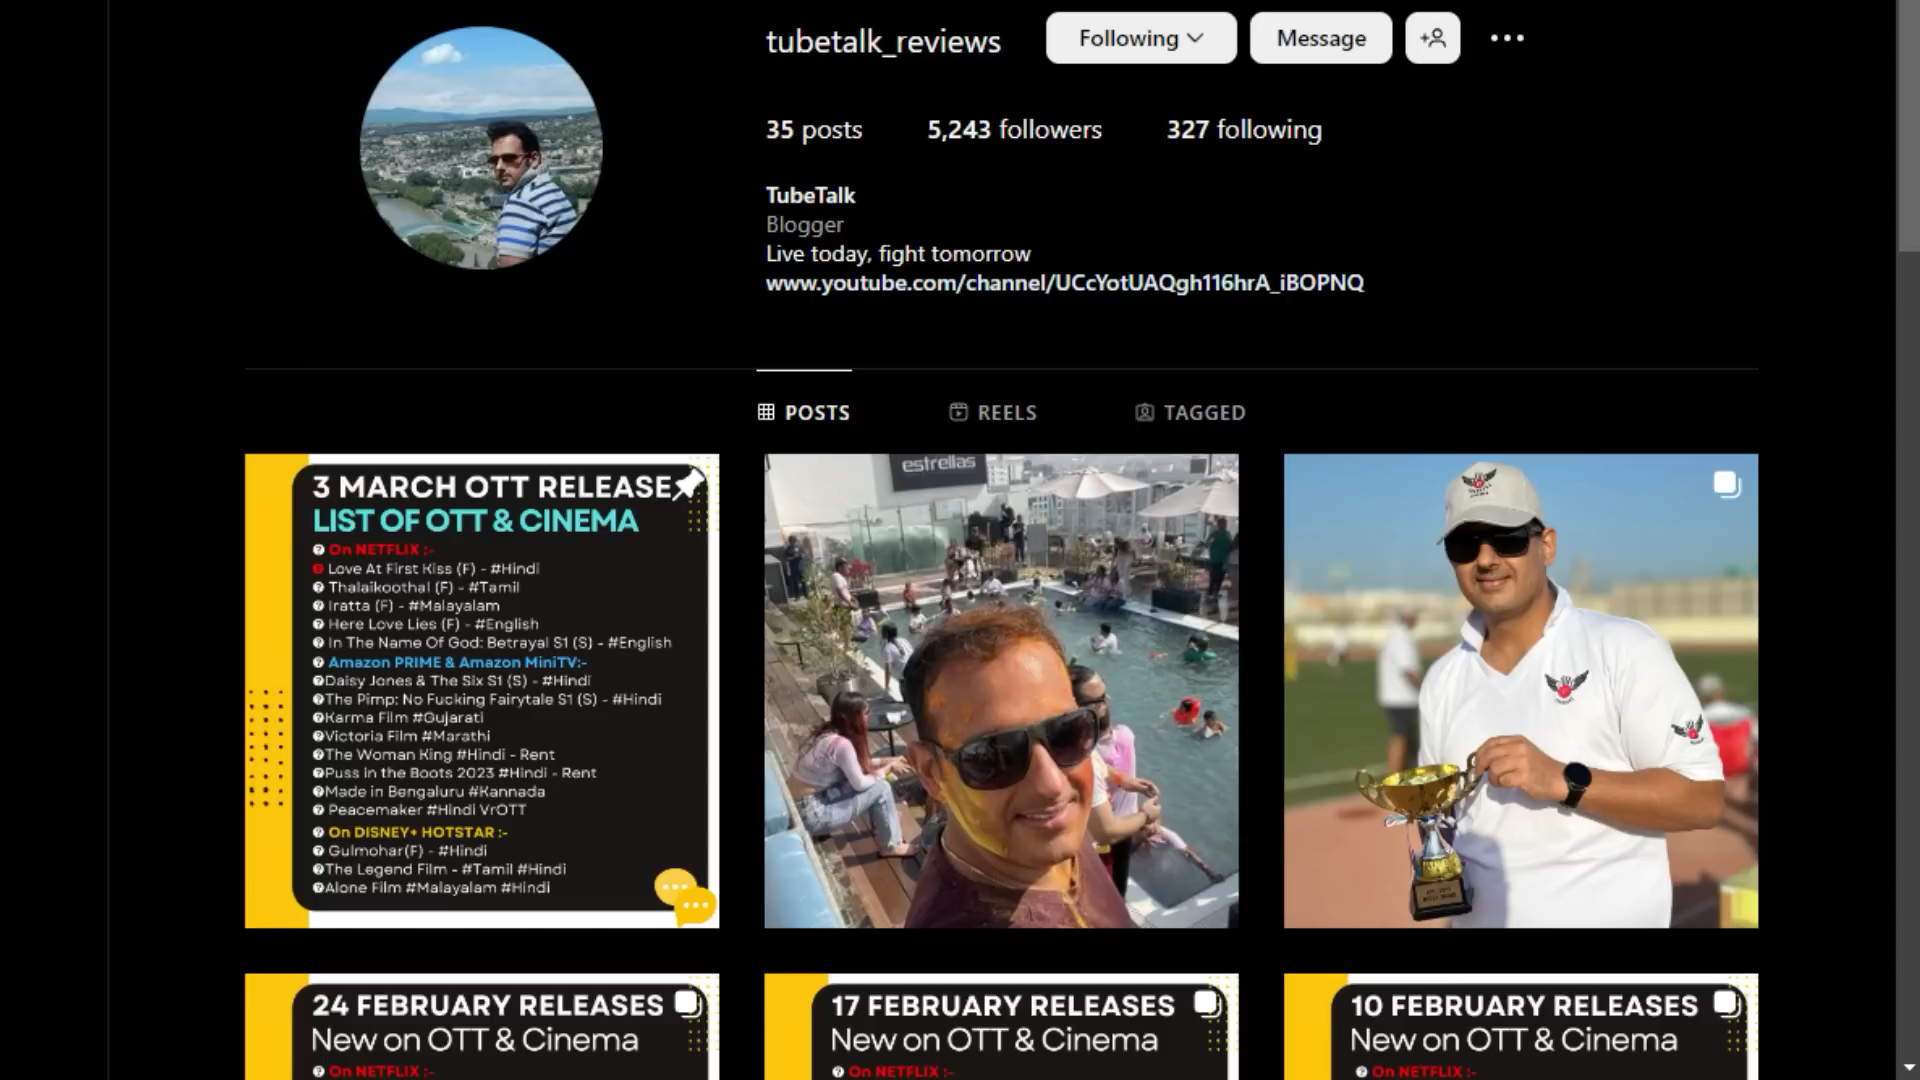 tubetalk_reviews
Following
Message
35 posts
5,243 followers
327 following
TubeTalk
Blogger
Live today, fight tomorrow
www.youtube.com/channel/UCcYotUAQgh116hrA_iBOPNQ
POSTS
REELS
TAGGED
3 MARCH OTT RELEASE
LIST OF OTT & CINEMA
On NETFLIX :-
Love At First Kiss (F) - #Hindi
Thalaikoothal (F) - #Tamil
Iratta (F) - #Malayalam
Here Love Lies (F) - #English
In The Name Of God: Betrayal S1 (S) - #English
Amazon PRIME & Amazon MiniTV:-
Daisy Jones & The Six S1 (S) - #Hindi
The Pimp: No Fucking Fairytale S1 (S) - #Hindi
Karma Film #Gujarati
Victoria Film #Marathi
The Woman King #Hindi - Rent
Puss in the Boots 2023 #Hindi - Rent
Made in Bengaluru #Kannada
Peacemaker #Hindi VrOTT
On DISNEY+ HOTSTAR :-
Gulmohar(F) - #Hindi
The Legend Film - #Tamil #Hindi
Alone Film #Malayalam #Hindi
estrellas
24 FEBRUARY RELEASES
New on OTT & Cinema
On NETFLIX :-
17 FEBRUARY RELEASES
New on OTT & Cinema
On NETFLIX :-
10 FEBRUARY RELEASES
New on OTT & Cinema
On NETFLIX :-